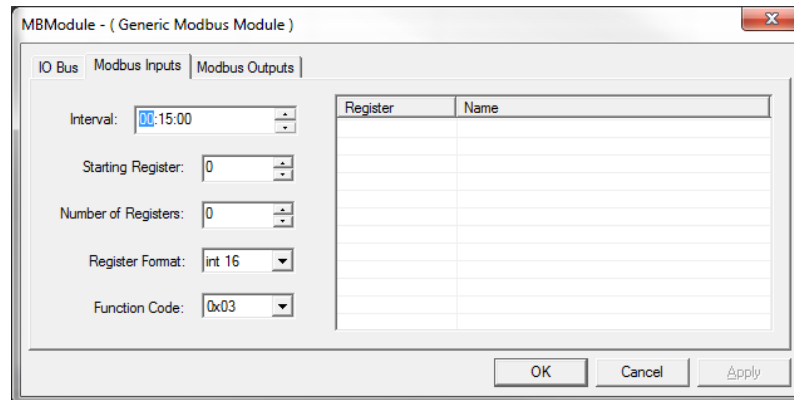 MBModule - ( Generic Modbus Module )
IO Bus Modbus Inputs Modbus Outputs
Register Name
Interval: 00:15:00
Starting Register: 0
Number of Registers: 0
Register Format: int 16
Function Code: 0x03
OK Cancel Apply